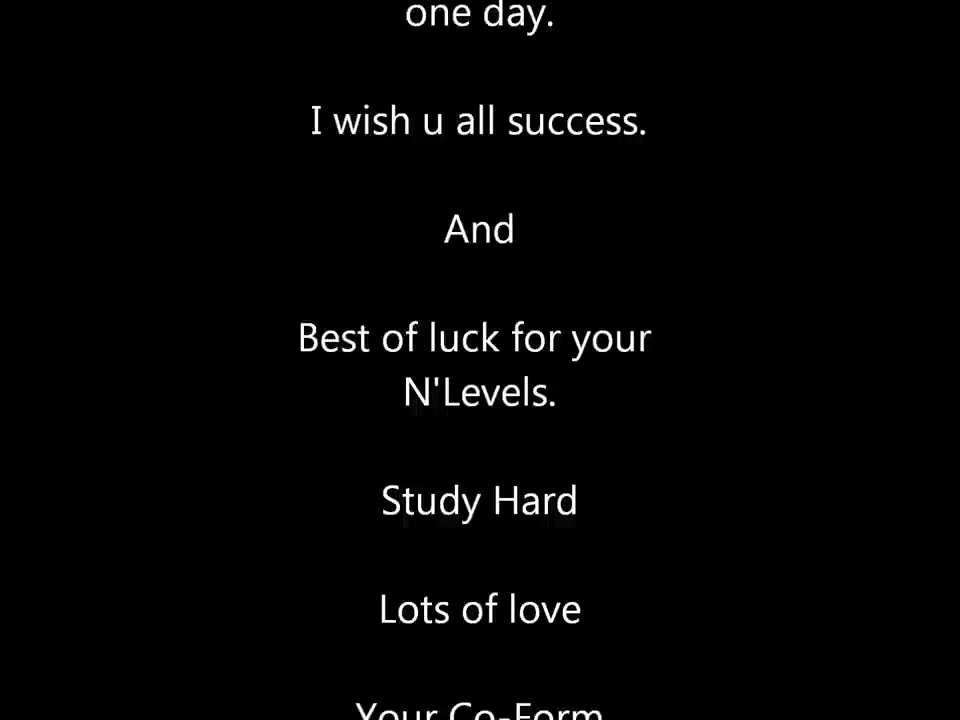 one day.
I wish u all success.
And
Best of luck for your
N'Levels.
Study Hard
Lots of love
Your Co-Form